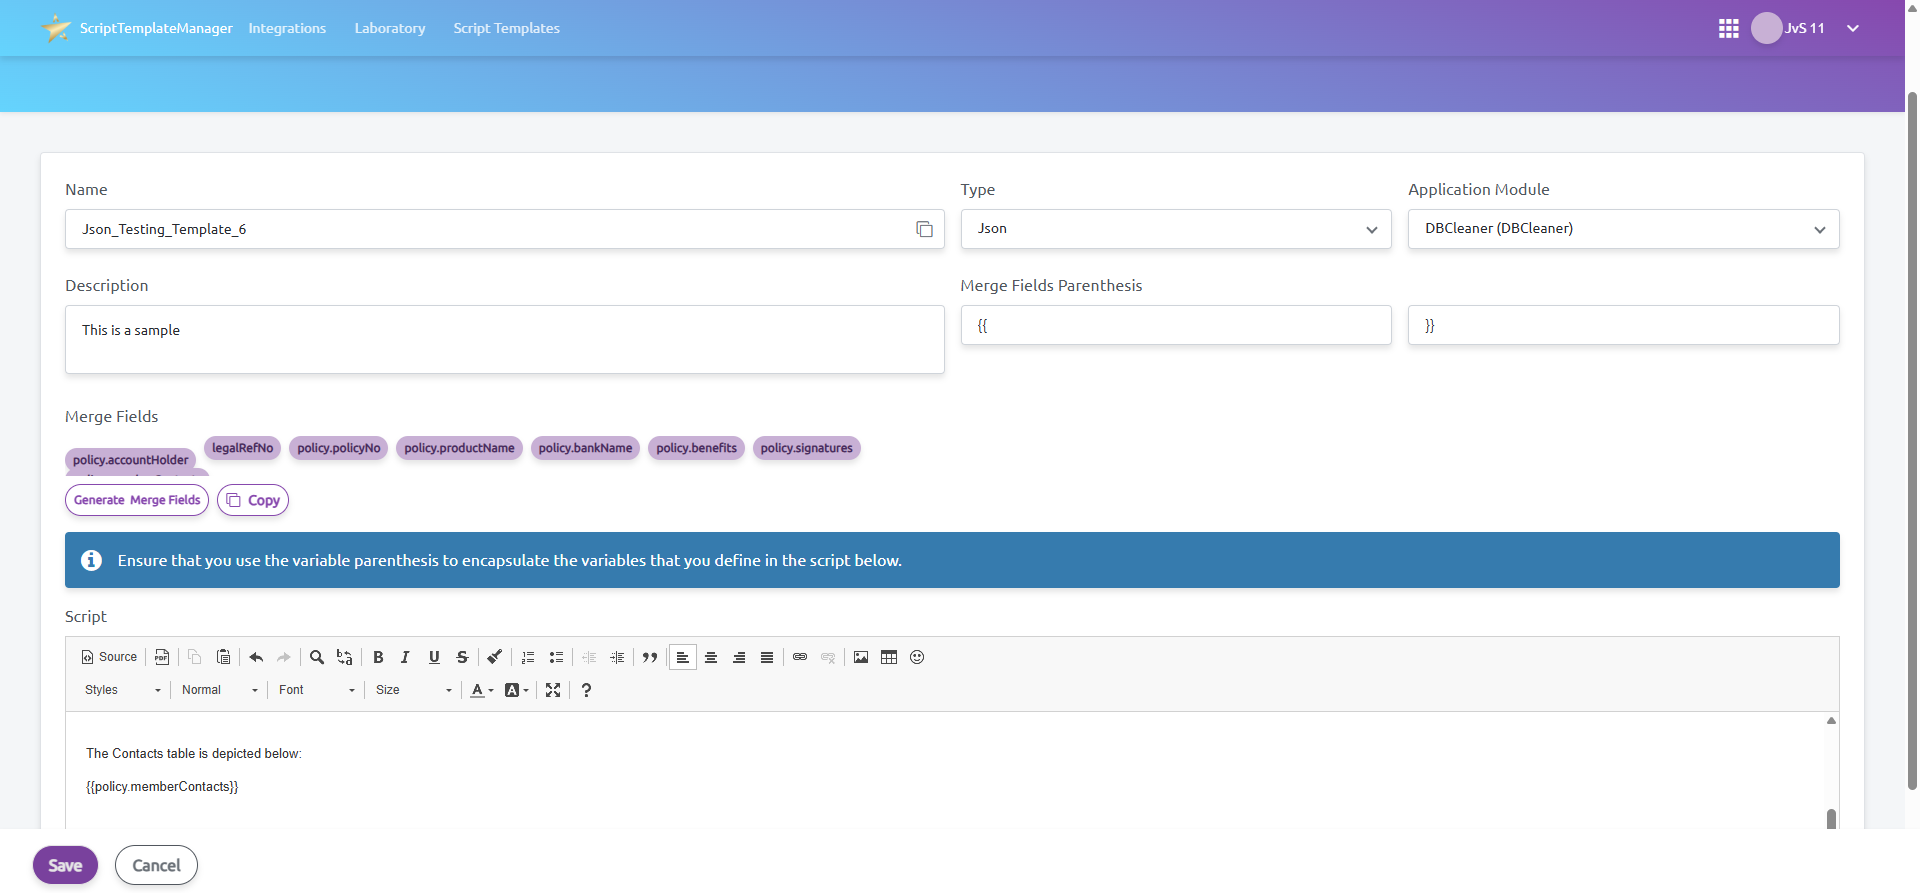 ScriptTemplateManager Integrations Laboratory Script Templates JvS 11
Name Type Application Module
Json_Testing_Template_6 Json DBCleaner (DBCleaner)
Description Merge Fields Parenthesis
This is a sample {{ }}
Merge Fields
policy.accountHolder legalRefNo policy.policyNo policy.productName policy.bankName policy.benefits policy.signatures
Generate Merge Fields Copy
Ensure that you use the variable parenthesis to encapsulate the variables that you define in the script below.
Script
Source PDF B I U S
Styles Normal Font Size A A ?
The Contacts table is depicted below:
{{policy.memberContacts}}
Save Cancel